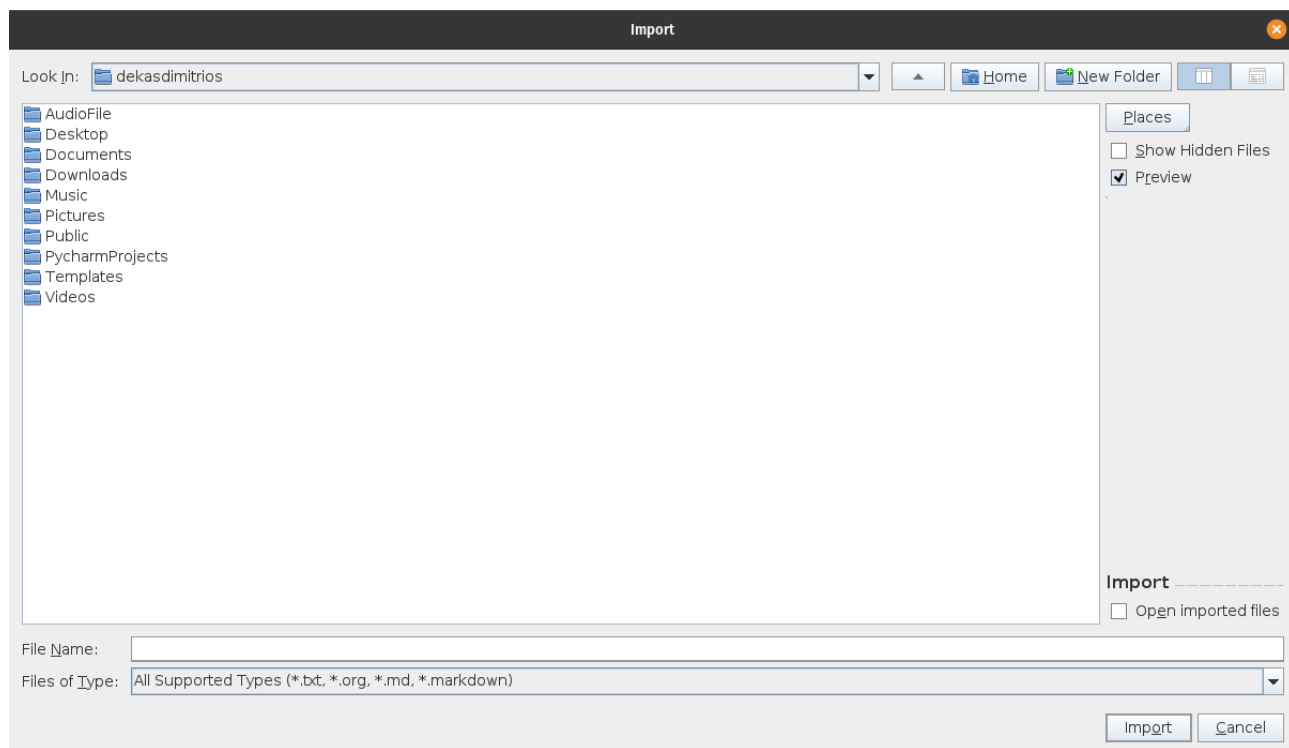 Import
Look In: dekasdimitrios Home New Folder
AudioFile
Desktop
Documents
Downloads
Music
Pictures
Public
PycharmProjects
Templates
Videos
Places
Show Hidden Files
Preview
Import
Open imported files
File Name:
Files of Type: All Supported Types (*.txt, *.org, *.md, *.markdown)
Import Cancel